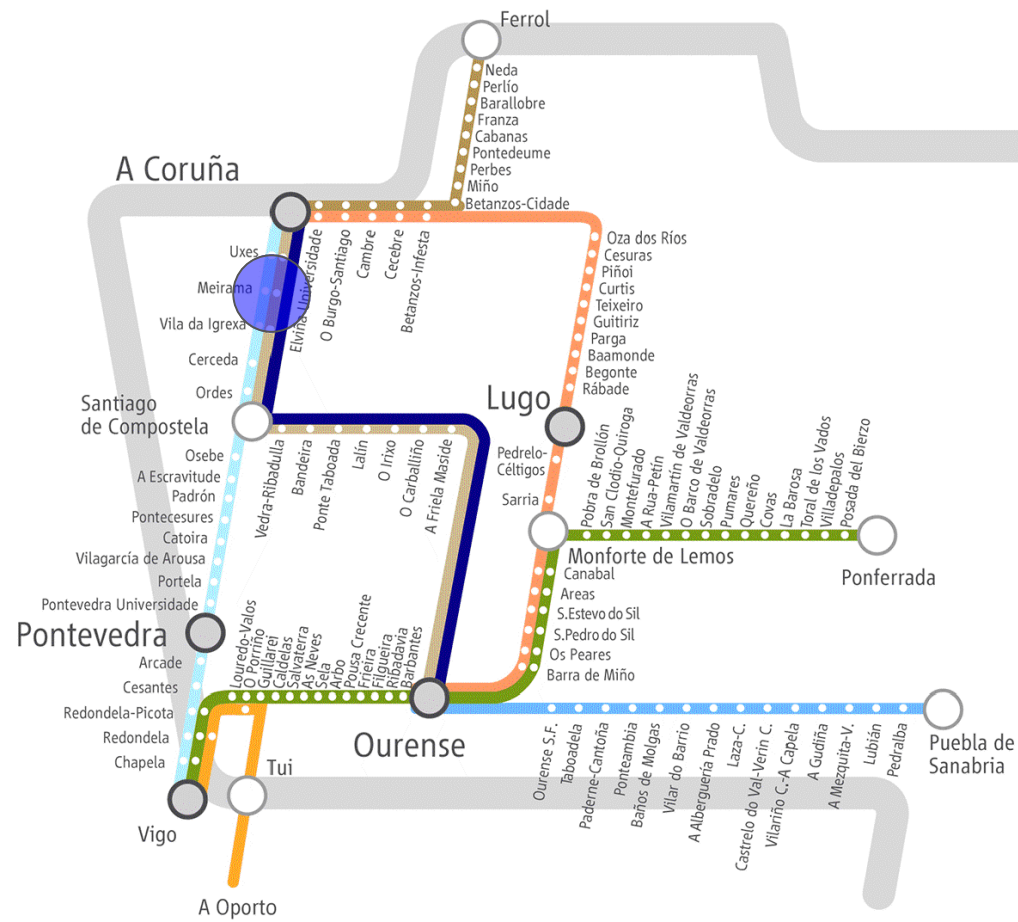 Ferrol
Neda
Perlío
Barallobre
Franza
Cabanas
Pontedeume
Perbes
Miño
Betanzos-Cidade
A Coruña
Elviña-Universidade
O Burgo-Santiago
Cambre
Cecebre
Betanzos-Infesta
Oza dos Ríos
Cesuras
Piñoi
Curtis
Teixeiro
Guitiriz
Parga
Baamonde
Begonte
Rábade
Lugo
Pedrelo-
Céltigos
Sarria
Uxes
Meirama
Vila da Igrexa
Cerceda
Ordes
Santiago
de Compostela
Vedra-Ribadulla
Bandeira
Ponte Taboada
Lalín
O Irixo
O Carballiño
A Friela Maside
Osebe
A Escravitude
Padrón
Pontecesures
Catoira
Vilagarcía de Arousa
Portela
Pontevedra Universidade
Pontevedra
Arcade
Cesantes
Redondela-Picota
Redondela
Chapela
Vigo
Pobra de Brollón
San Clodio-Quiroga
Montefurado
A Rua-Petín
Vilamartín de Valdeorras
O Barco de Valdeorras
Sobradelo
Pumares
Quereño
Covas
La Barosa
Toral de los Vados
Villadepalos
Posada del Bierzo
Ponferrada
Monforte de Lemos
Canabal
Areas
S.Estevo do Sil
S.Pedro do Sil
Os Peares
Barra de Miño
Louredo-Valos
O Porriño
Guillarei
Caldelas
Salvaterra
As Neves
Sela
Arbo
Pousa Crecente
Frieira
Filgueira
Ribadavia
Barbantes
Ourense
Tui
A Oporto
Ourense S.F.
Taboadela
Paderne-Cantoña
Ponteambia
Baños de Molgas
Vilar do Barrio
A Alberguería Prado
Laza-C.
Castrelo do Val-Verín C.
Vilariño C.-A Capela
A Gudiña
A Mezquita-V.
Lubián
Pedralba
Puebla de
Sanabria